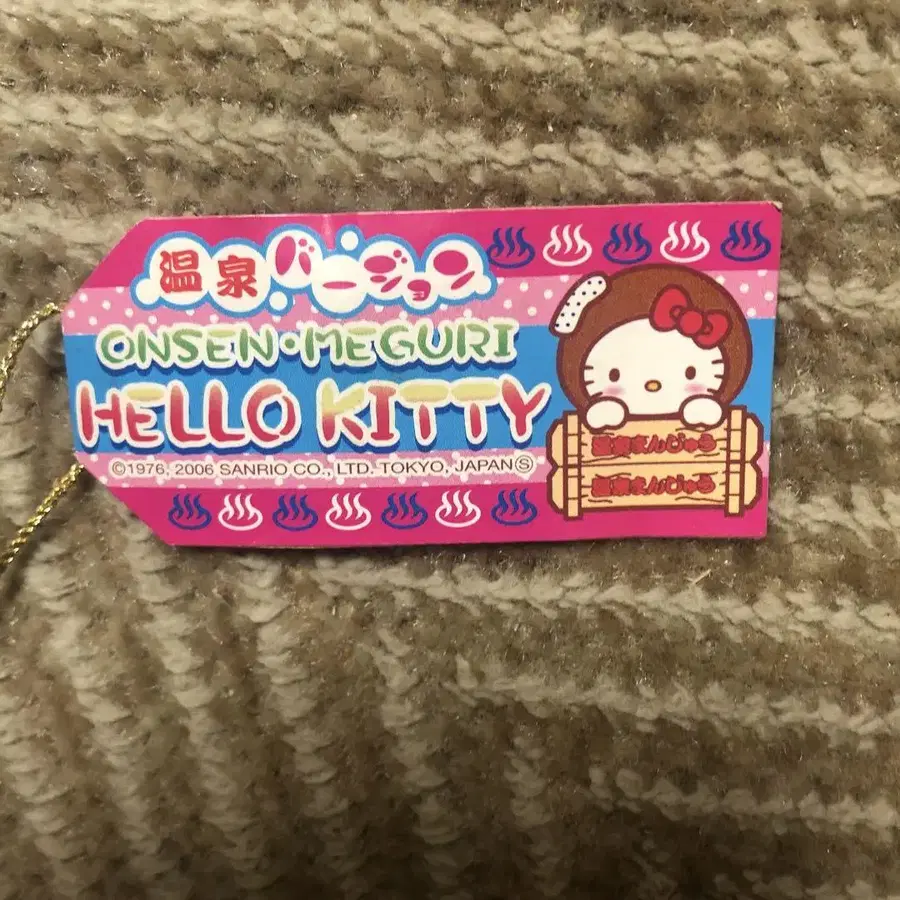 温泉バージョン
ONSEN・MEGURI
HELLO KITTY
©1976, 2006 SANRIO CO., LTD. TOKYO, JAPANⓈ
温泉まんじゅう
温泉まんじゅう